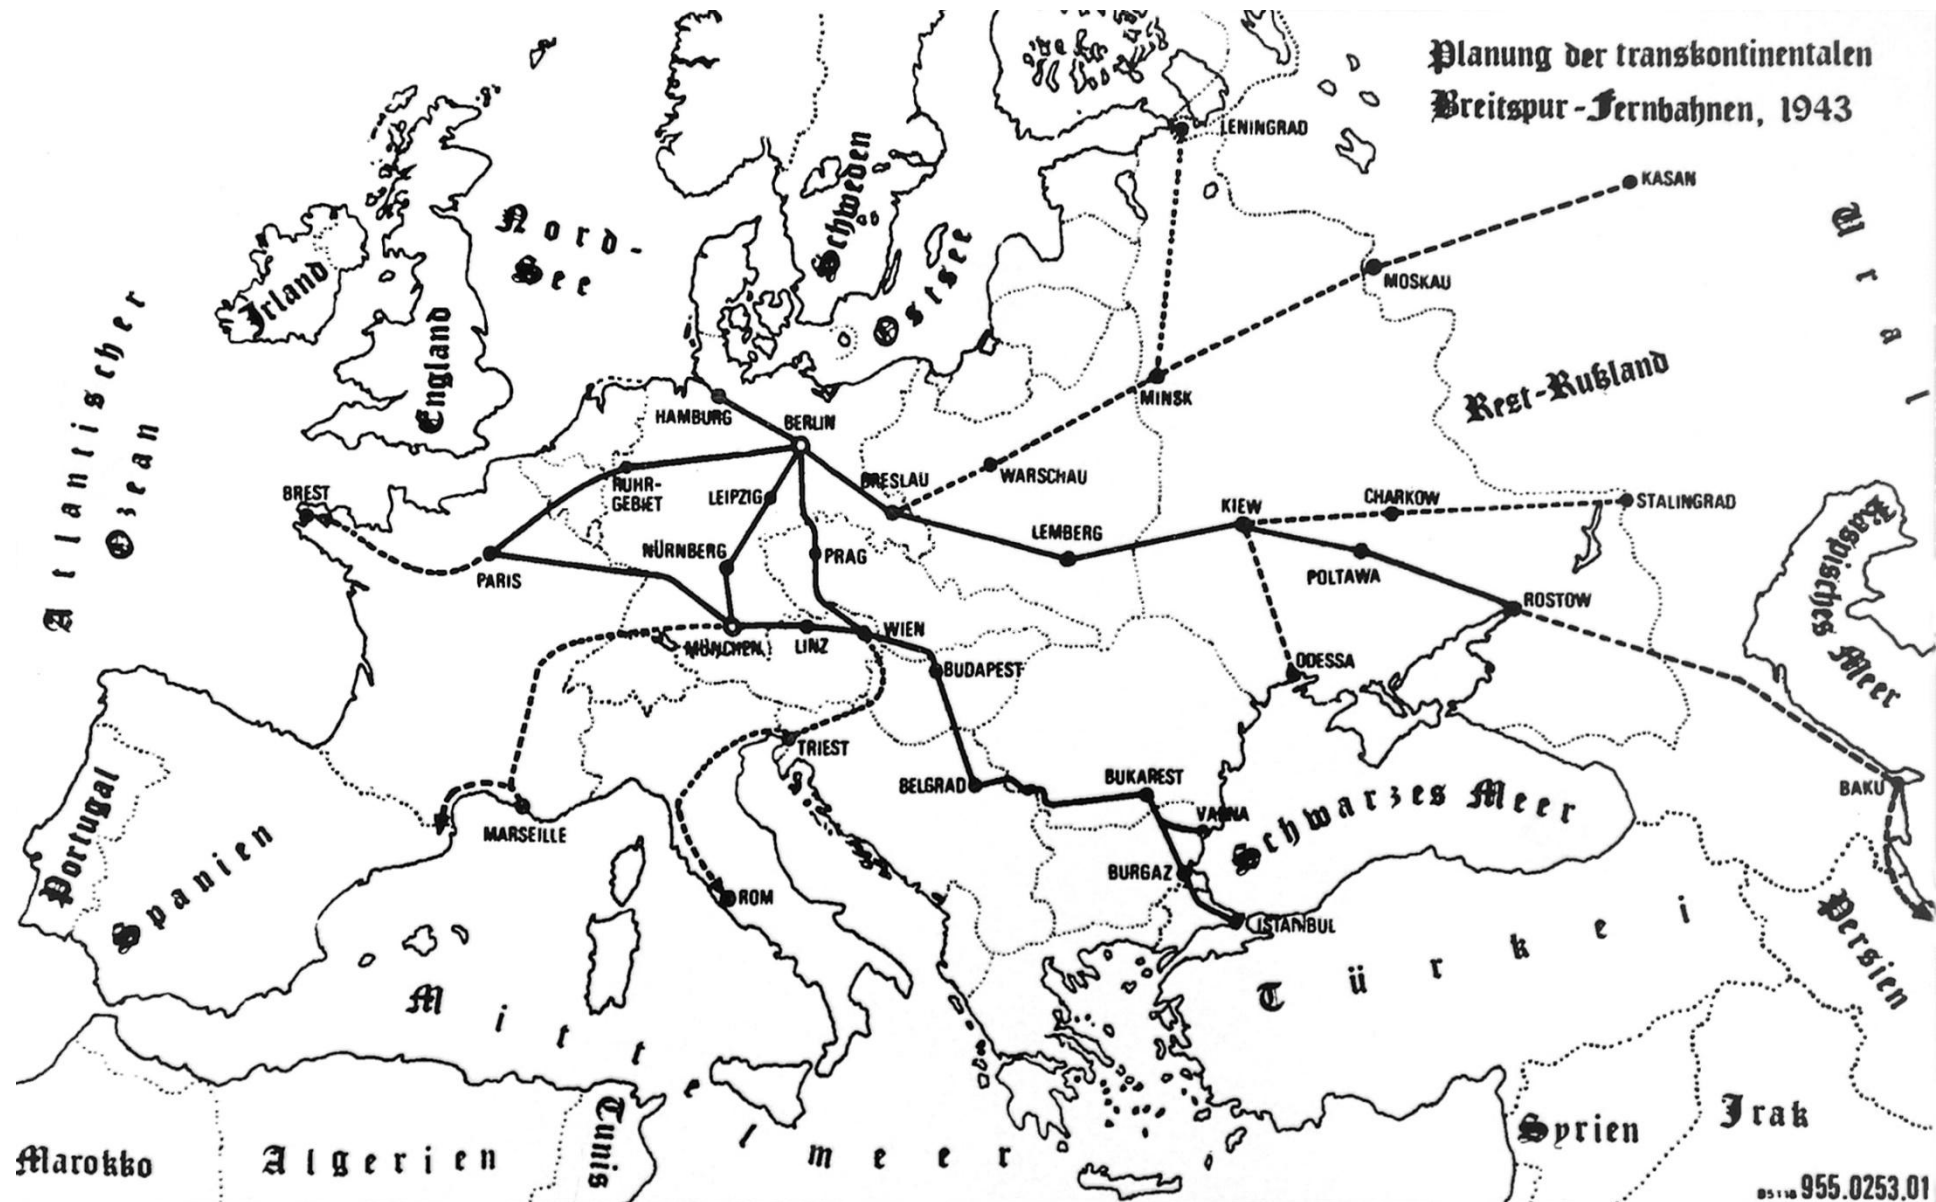 Planung der transkontinentalen
Breitspur-Fernbahnen, 1943
LENINGRAD
KASAN
Ural
MOSKAU
Schweden
Nord-
See
Ostsee
Irland
England
Atlantischer
Ozean
MINSK
Rest-Rußland
HAMBURG
BERLIN
BRESLAU
WARSCHAU
RUHR-
GEBIET
LEIPZIG
BREST
KIEW
CHARKOW
STALINGRAD
Kaspisches Meer
LEMBERG
NÜRNBERG
PRAG
PARIS
POLTAWA
ROSTOW
MÜNCHEN
LINZ
WIEN
BUDAPEST
ODESSA
TRIEST
BELGRAD
BUKAREST
BAKU
MARSEILLE
VARNA
Schwarzes Meer
Portugal
Spanien
BURGAZ
ROM
ISTANBUL
Türkei
Persien
Mittelmeer
Marokko
Algerien
Tunis
Syrien
Irak
955.0253.01